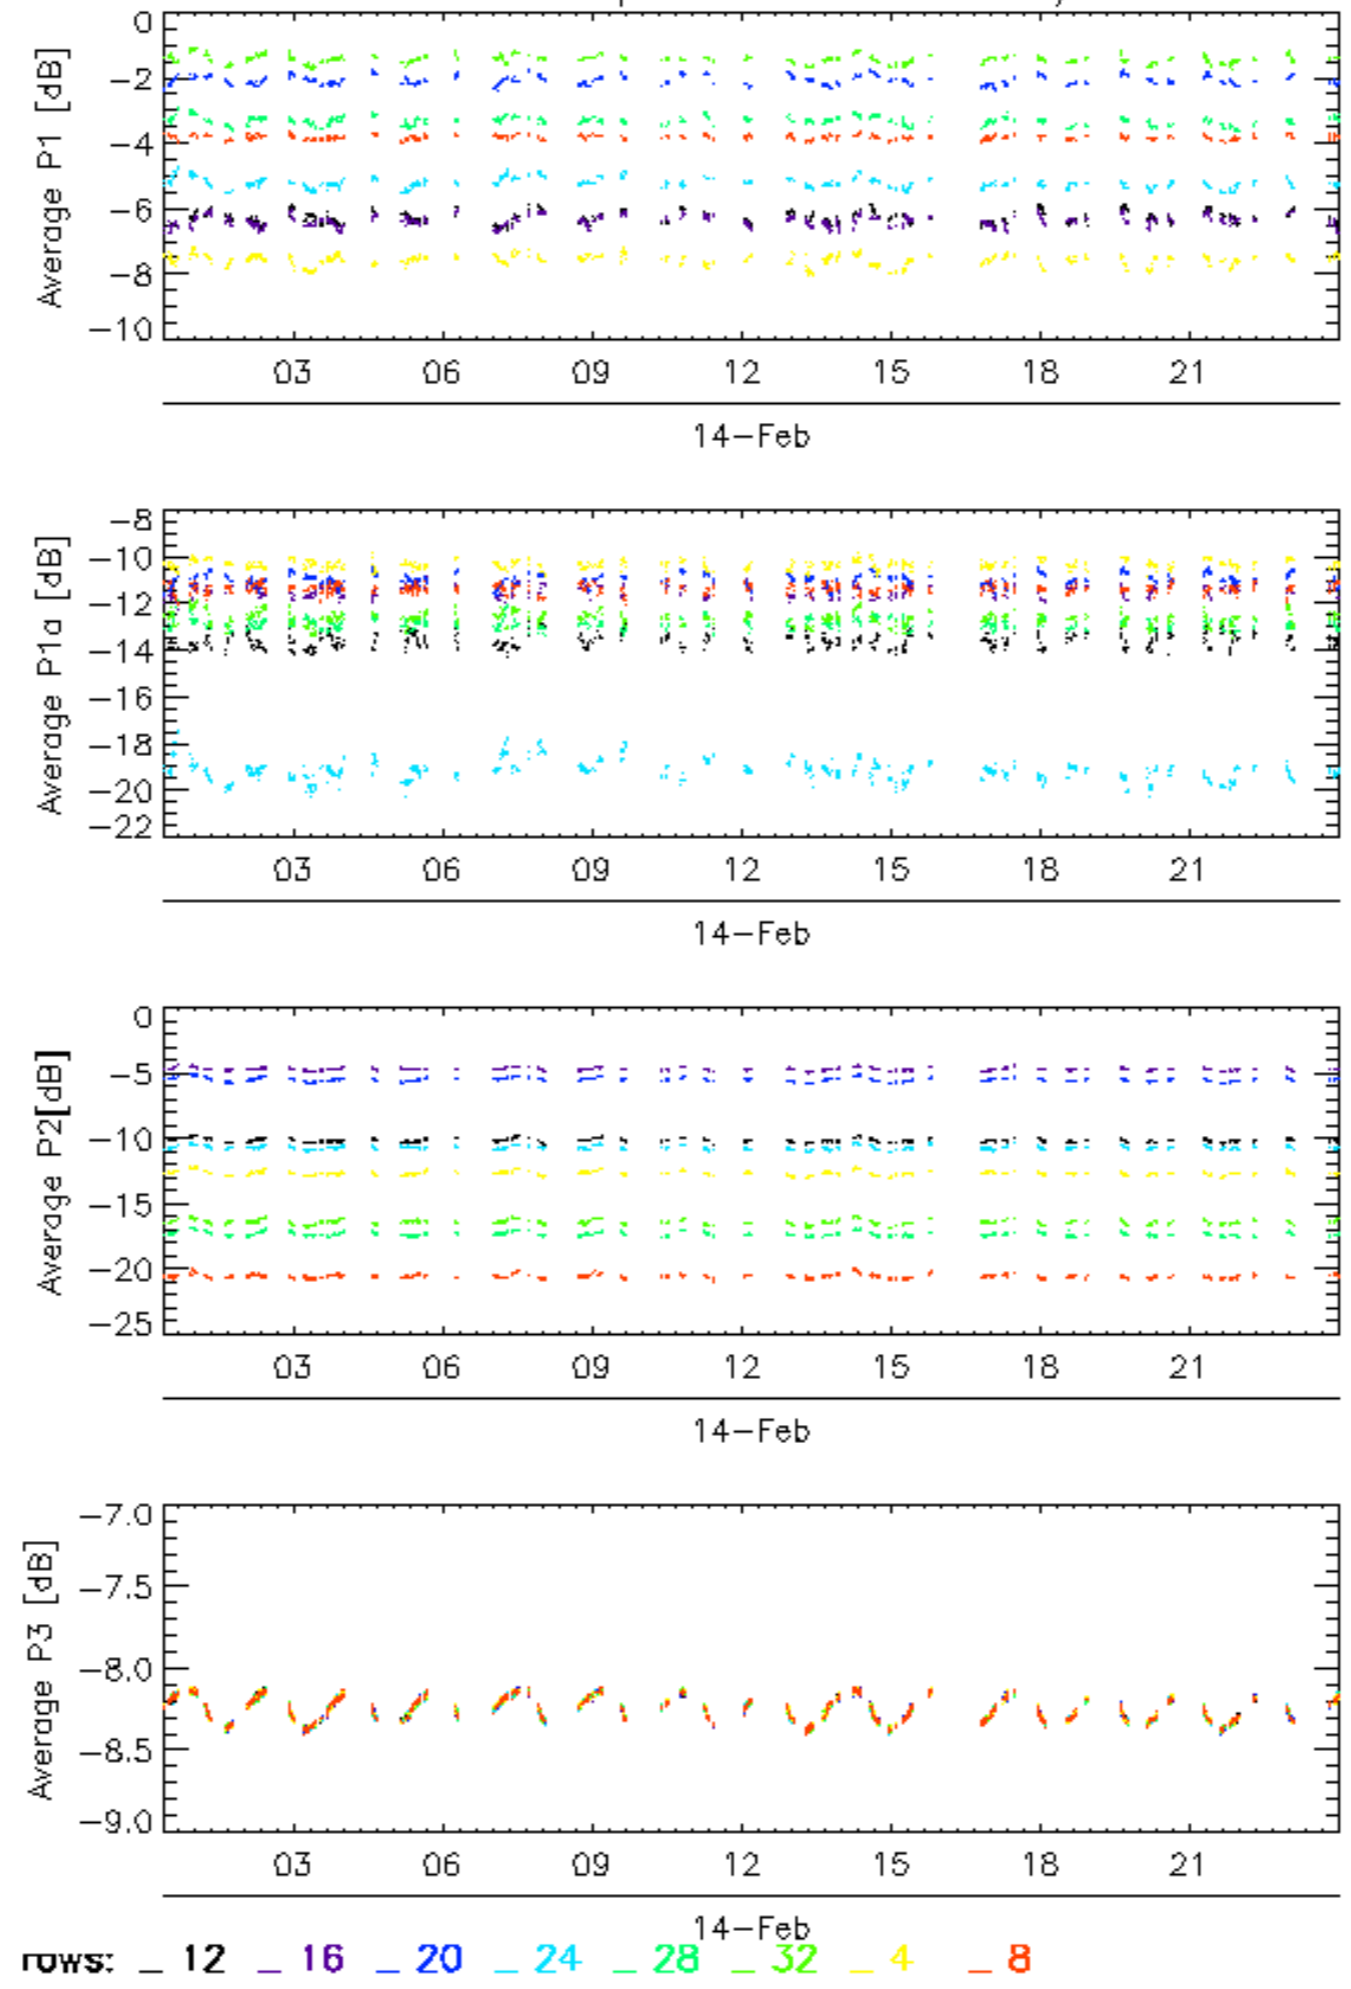 Average P1 [dB]
0
−2
−4
−6
−8
−10
03 06 09 12 15 18 21
14−Feb
Average P1a [dB]
−8
−10
−12
−14
−16
−18
−20
−22
03 06 09 12 15 18 21
14−Feb
Average P2[dB]
0
−5
−10
−15
−20
−25
03 06 09 12 15 18 21
14−Feb
Average P3 [dB]
−7.0
−7.5
−8.0
−8.5
−9.0
03 06 09 12 15 18 21
14−Feb
rows: _ 12 _ 16 _ 20 _ 24 _ 28 _ 32 _ 4 _ 8